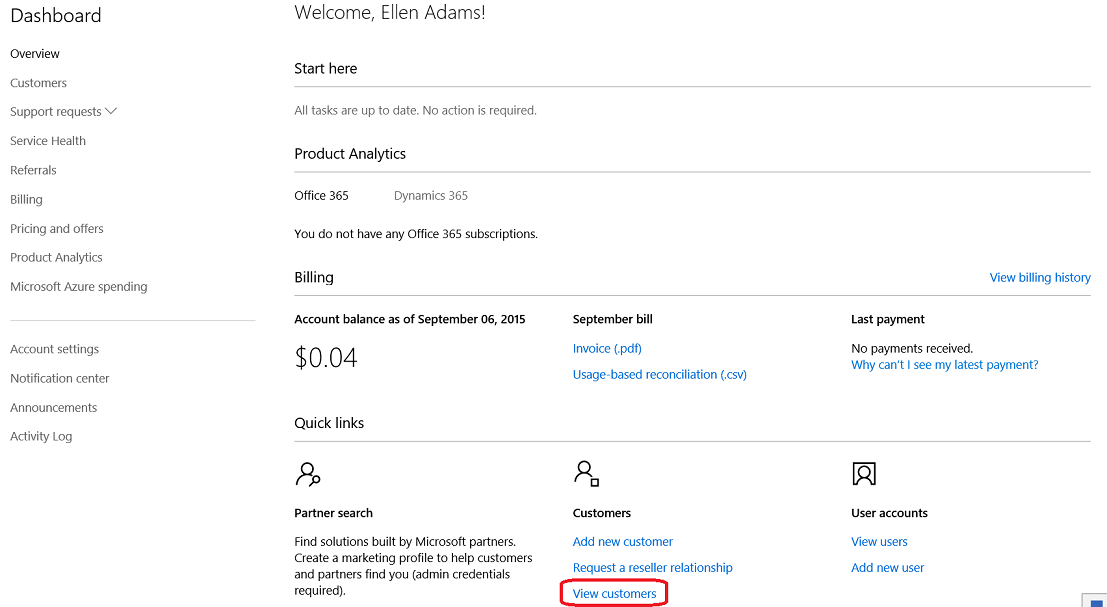 Dashboard
Overview
Customers
Support requests
Service Health
Referrals
Billing
Pricing and offers
Product Analytics
Microsoft Azure spending
Account settings
Notification center
Announcements
Activity Log
Welcome, Ellen Adams!
Start here
All tasks are up to date. No action is required.
Product Analytics
Office 365
Dynamics 365
You do not have any Office 365 subscriptions.
Billing
View billing history
Account balance as of September 06, 2015
$0.04
September bill
Invoice (.pdf)
Usage-based reconciliation (.csv)
Last payment
No payments received.
Why can't I see my latest payment?
Quick links
Partner search
Find solutions built by Microsoft partners.
Create a marketing profile to help customers
and partners find you (admin credentials
required).
Customers
Add new customer
Request a reseller relationship
View customers
User accounts
View users
Add new user